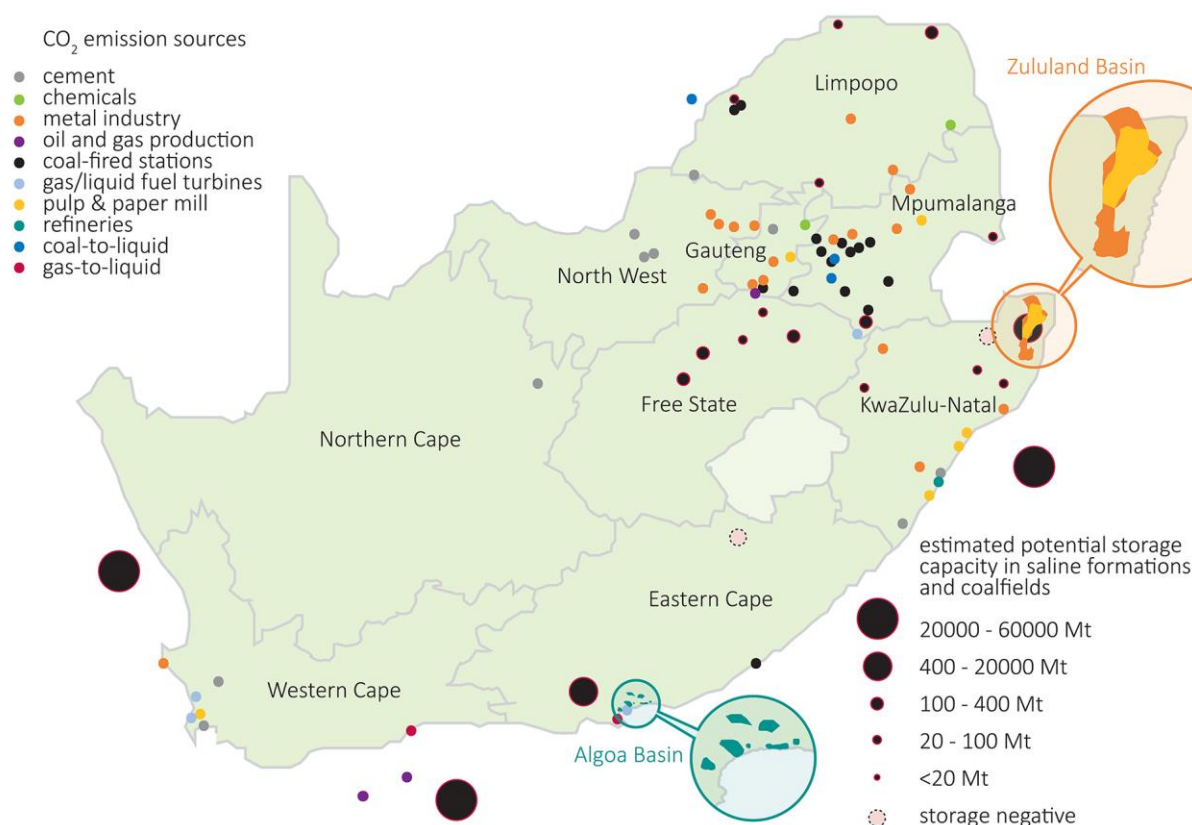 CO₂ emission sources
cement
chemicals
metal industry
oil and gas production
coal-fired stations
gas/liquid fuel turbines
pulp & paper mill
refineries
coal-to-liquid
gas-to-liquid
Limpopo
Zululand Basin
Mpumalanga
Gauteng
North West
Free State
KwaZulu-Natal
Northern Cape
Eastern Cape
Western Cape
Algoa Basin
estimated potential storage
capacity in saline formations
and coalfields
20000 - 60000 Mt
400 - 20000 Mt
100 - 400 Mt
20 - 100 Mt
<20 Mt
storage negative